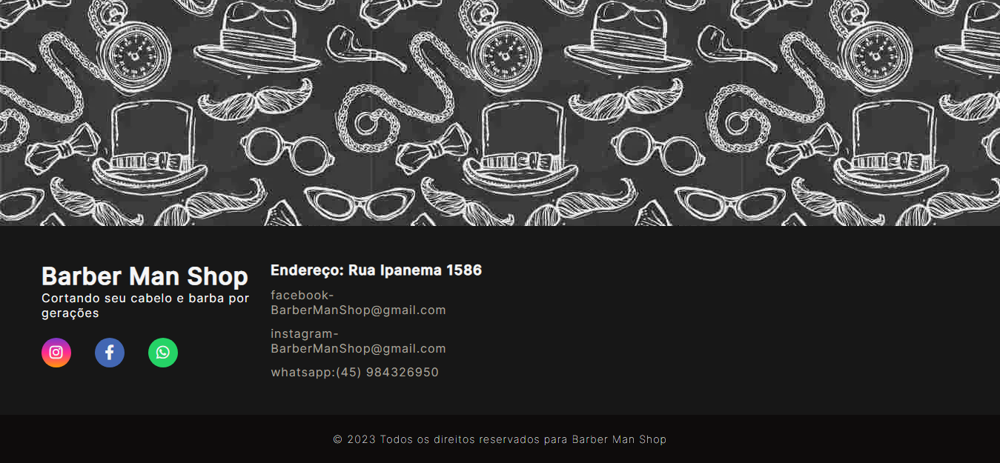 Barber Man Shop
Cortando seu cabelo e barba por
gerações
Endereço: Rua Ipanema 1586
facebook-
BarberManShop@gmail.com
instagram-
BarberManShop@gmail.com
whatsapp:(45) 984326950
© 2023 Todos os direitos reservados para Barber Man Shop